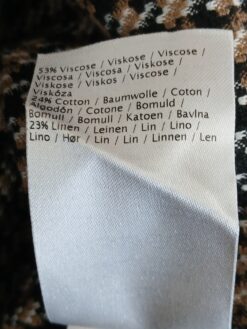 53% Viscose / Viskose / Viscose /
Viscosa / Viscosa / Viskose /
Viskose / Viskos / Viscose /
Viskóza
24% Cotton / Baumwolle / Coton /
Algodón / Cotone / Bomuld /
Bomull / Bomull / Katoen / Bavlna
23% Linen / Leinen / Lin / Lino /
Lino / Hør / Lin / Lin / Linnen / Len